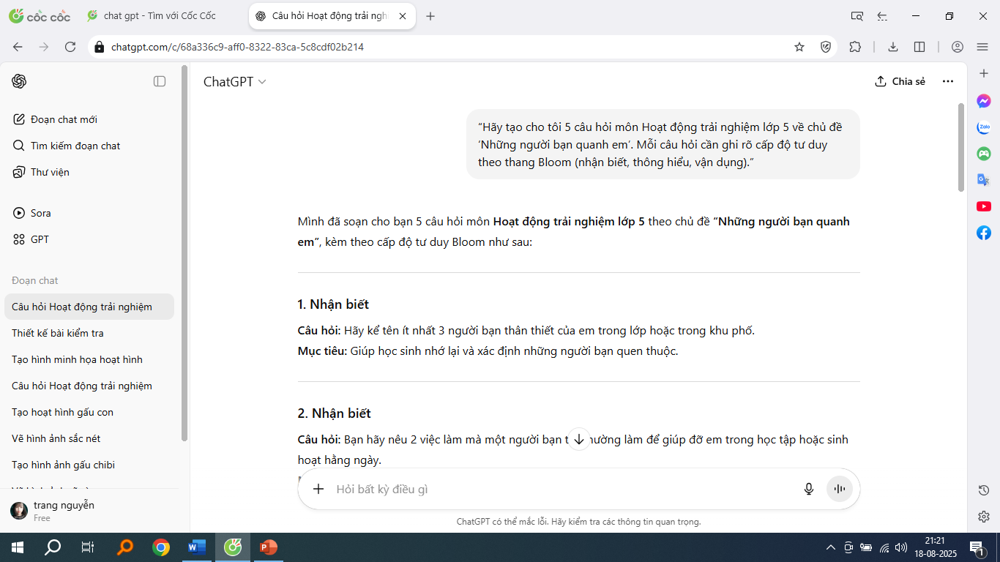 cốc cốc
chat gpt - Tìm với Cốc Cốc
Câu hỏi Hoạt động trải ngh
chatgpt.com/c/68a336c9-aff0-8322-83ca-5c8cdf02b214
ChatGPT
Chia sẻ
Đoạn chat mới
Tìm kiếm đoạn chat
Thư viện
Sora
GPT
Đoạn chat
Câu hỏi Hoạt động trải nghiệm
Thiết kế bài kiểm tra
Tạo hình minh họa hoạt hình
Câu hỏi Hoạt động trải nghiệm
Tạo hoạt hình gấu con
Vẽ hình ảnh sắc nét
Tạo hình ảnh gấu chibi
trang nguyễn
Free
“Hãy tạo cho tôi 5 câu hỏi môn Hoạt động trải nghiệm lớp 5 về chủ đề
‘Những người bạn quanh em’. Mỗi câu hỏi cần ghi rõ cấp độ tư duy
theo thang Bloom (nhận biết, thông hiểu, vận dụng).”
Mình đã soạn cho bạn 5 câu hỏi môn Hoạt động trải nghiệm lớp 5 theo chủ đề “Những người bạn quanh
em”, kèm theo cấp độ tư duy Bloom như sau:
1. Nhận biết
Câu hỏi: Hãy kể tên ít nhất 3 người bạn thân thiết của em trong lớp hoặc trong khu phố.
Mục tiêu: Giúp học sinh nhớ lại và xác định những người bạn quen thuộc.
2. Nhận biết
Câu hỏi: Bạn hãy nêu 2 việc làm mà một người bạn thường làm để giúp đỡ em trong học tập hoặc sinh
hoạt hằng ngày.
Hỏi bất kỳ điều gì
ChatGPT có thể mắc lỗi. Hãy kiểm tra các thông tin quan trọng.
Zalo
21:21
18-08-2025
1